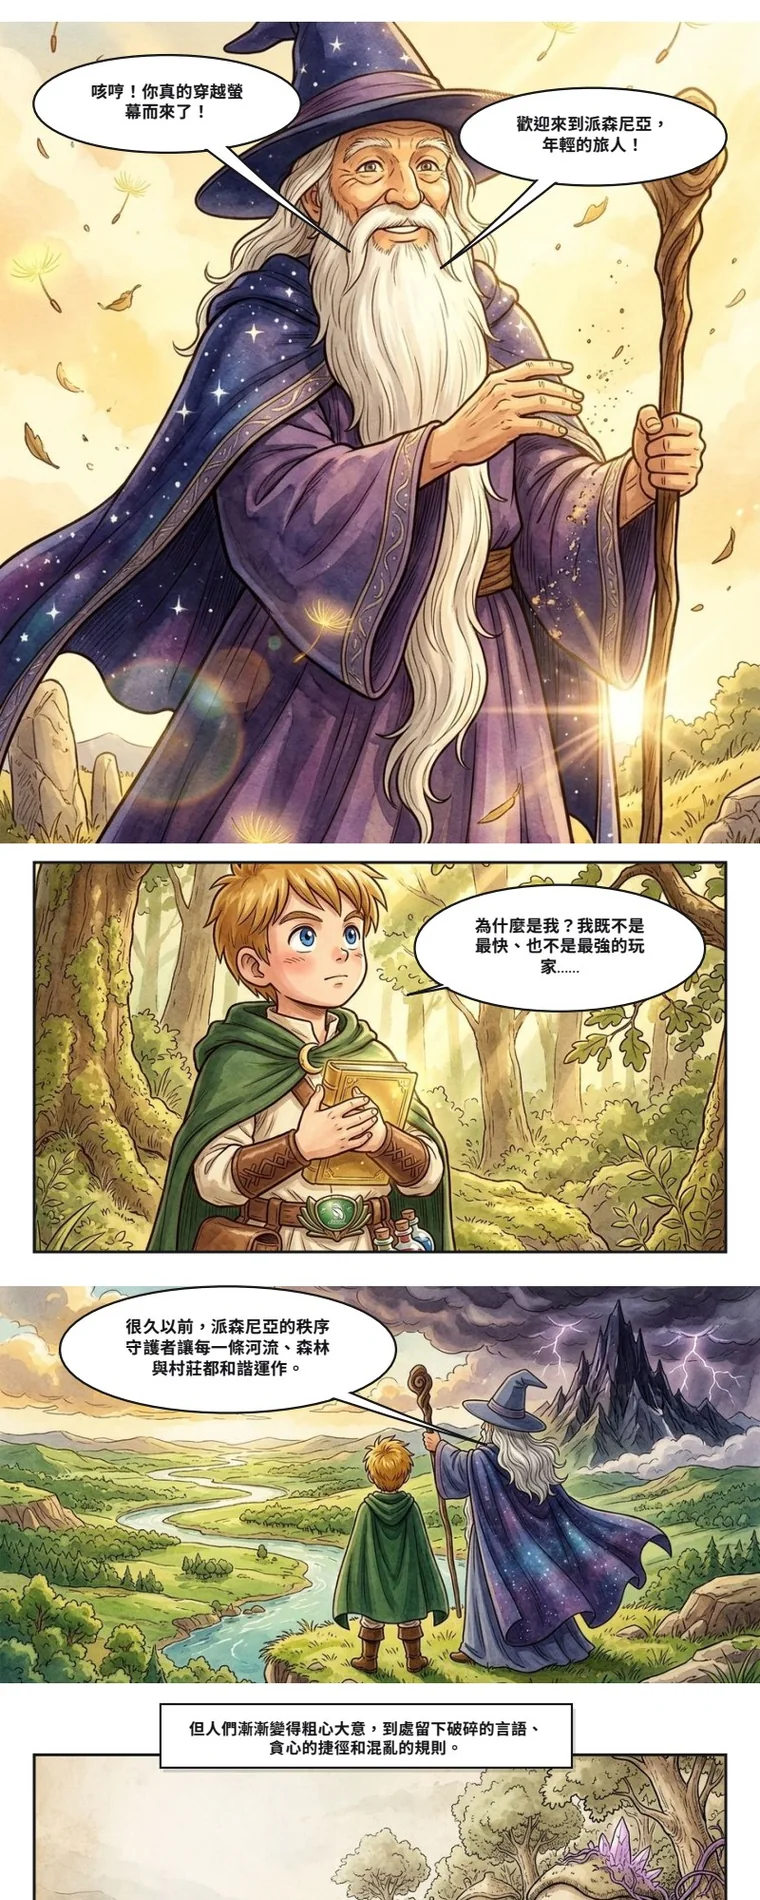 咳哼！你真的穿越螢
幕而來了！
歡迎來到派森尼亞，
年輕的旅人！
為什麼是我？我既不是
最快、也不是最強的玩
家……
很久以前，派森尼亞的秩序
守護者讓每一條河流、森林
與村莊都和諧運作。
但人們漸漸變得粗心大意，到處留下破碎的言語、
貪心的捷徑和混亂的規則。